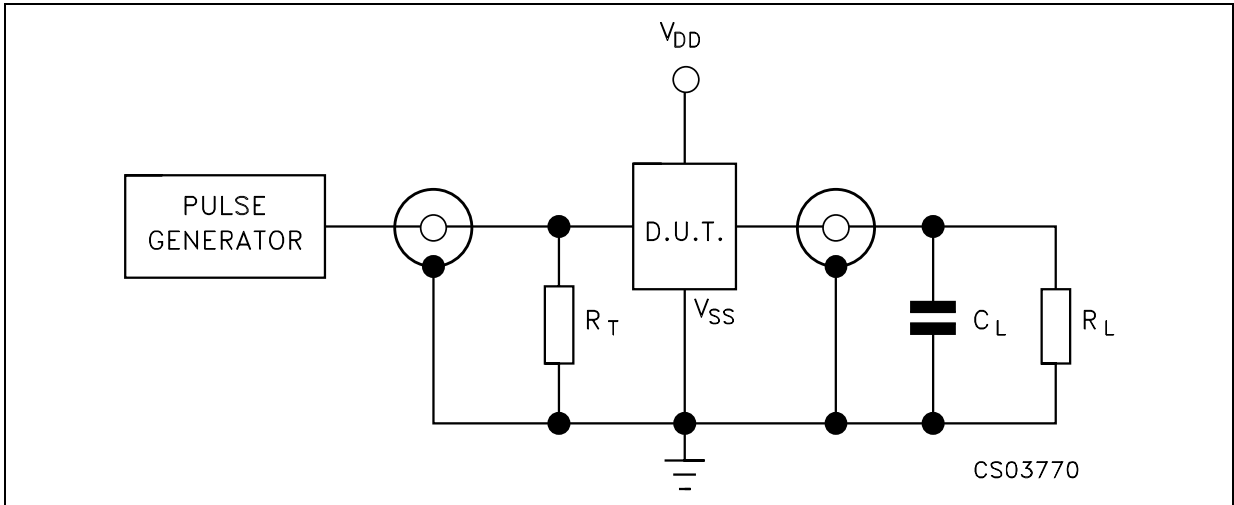 VDD
PULSE
GENERATOR
D.U.T.
VSS
RT
CL
RL
CS03770